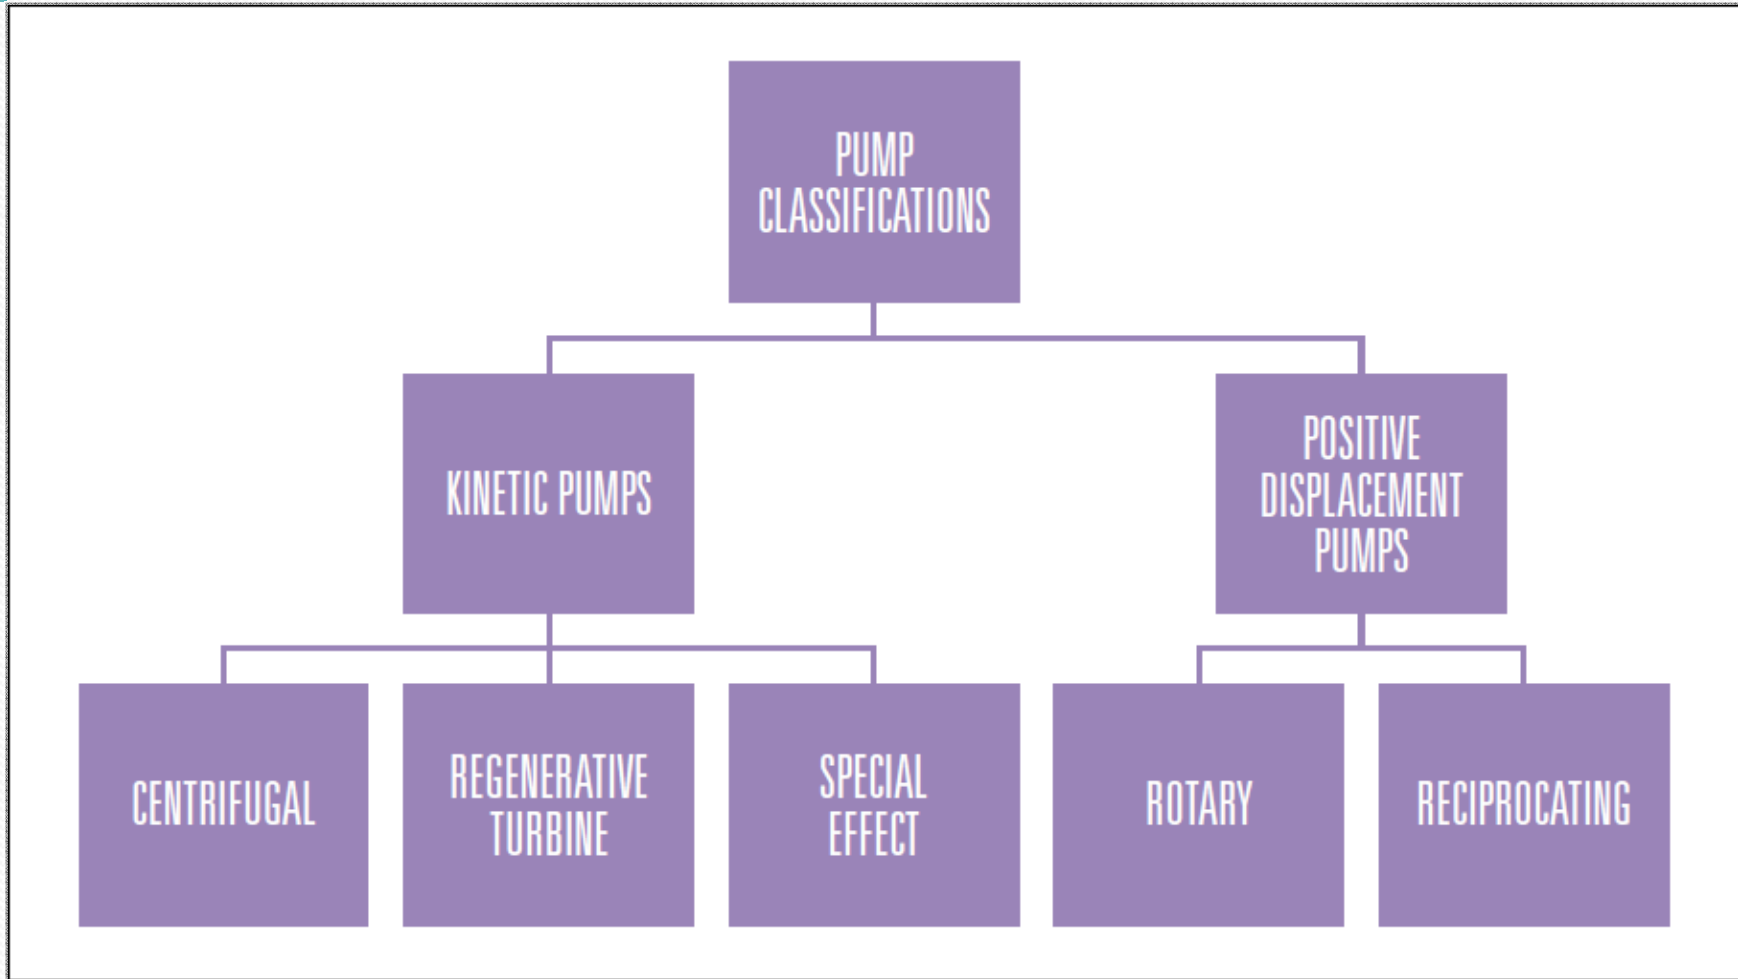 PUMP
CLASSIFICATIONS
KINETIC PUMPS
POSITIVE
DISPLACEMENT
PUMPS
CENTRIFUGAL
REGENERATIVE
TURBINE
SPECIAL
EFFECT
ROTARY
RECIPROCATING